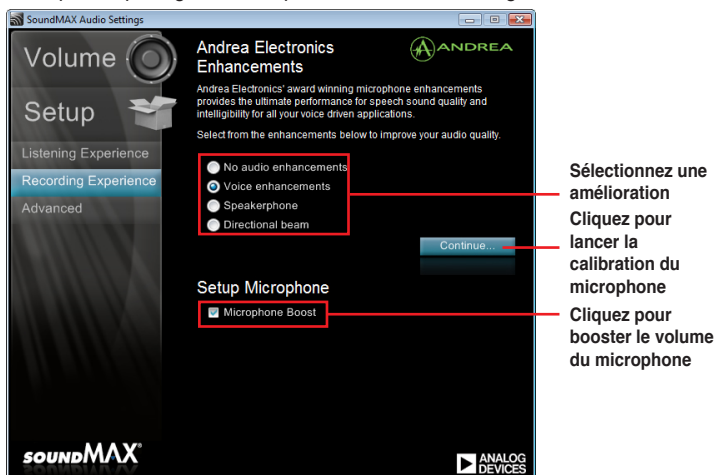 SoundMAX Audio Settings
Volume
Setup
Listening Experience
Recording Experience
Advanced
Andrea Electronics
Enhancements
ANDREA
Andrea Electronics' award winning microphone enhancements
provides the ultimate performance for speech sound quality and
intelligibility for all your voice driven applications.
Select from the enhancements below to improve your audio quality.
No audio enhancements
Voice enhancements
Speakerphone
Directional beam
Continue...
Setup Microphone
Microphone Boost
SOUNDMAX®
ANALOG
DEVICES
Sélectionnez une
amélioration
Cliquez pour
lancer la
calibration du
microphone
Cliquez pour
booster le volume
du microphone